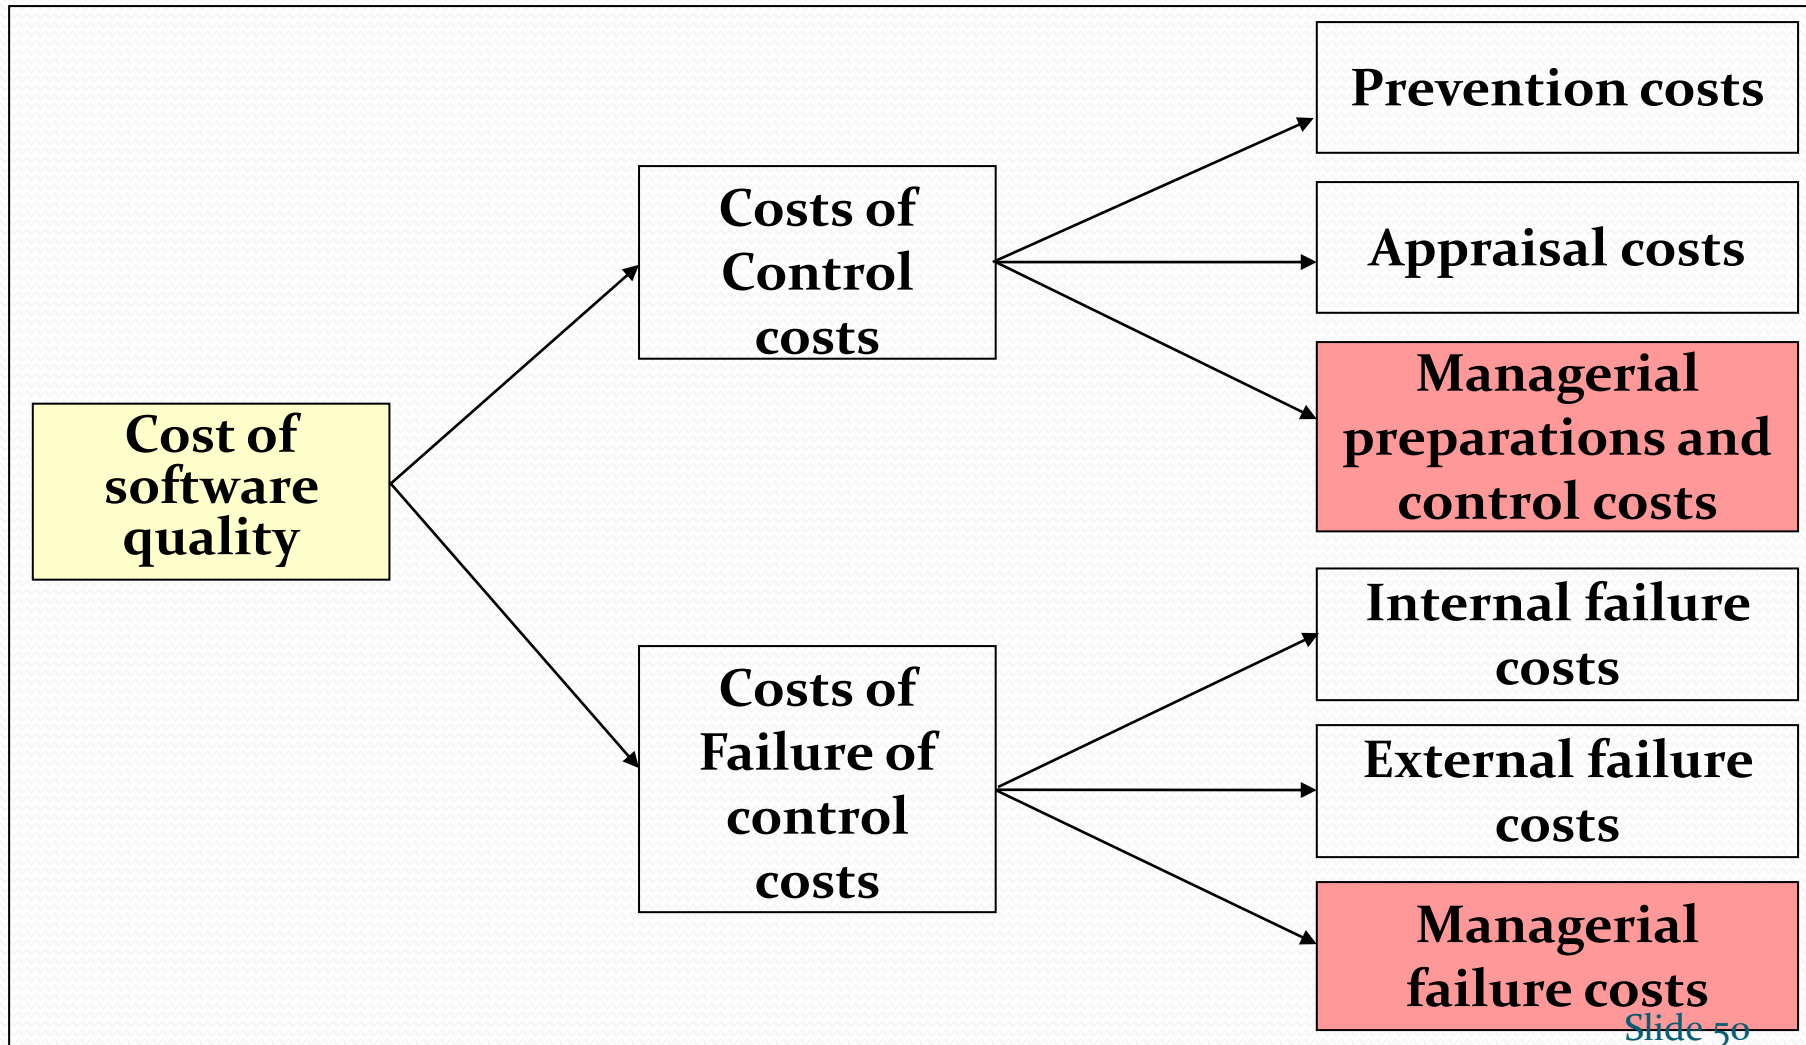 Cost of
software
quality
Costs of
Control
costs
Costs of
Failure of
control
costs
Prevention costs
Appraisal costs
Managerial
preparations and
control costs
Internal failure
costs
External failure
costs
Managerial
failure costs
Slide 50